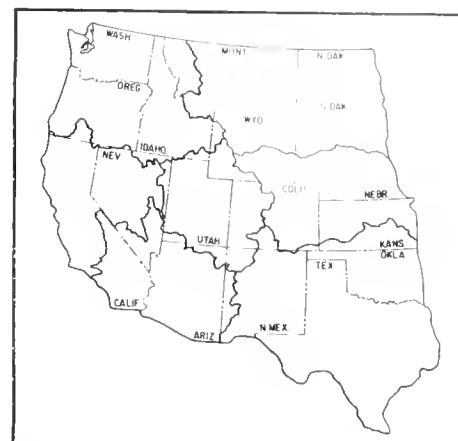 WASH
MONT
N.DAK
OREG
S.DAK
WYO
IDAHO
NEV
COLO
NEBR
UTAH
KANS
OKLA
TEX
CALIF
ARIZ
N.MEX